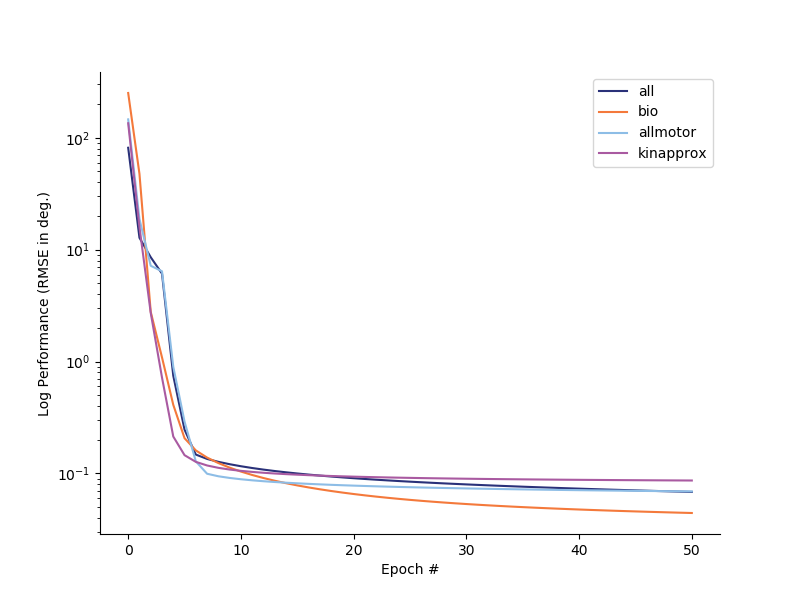 all
bio
allmotor
kinapprox
Log Performance (RMSE in deg.)
10²
10¹
10⁰
10⁻¹
0 10 20 30 40 50
Epoch #